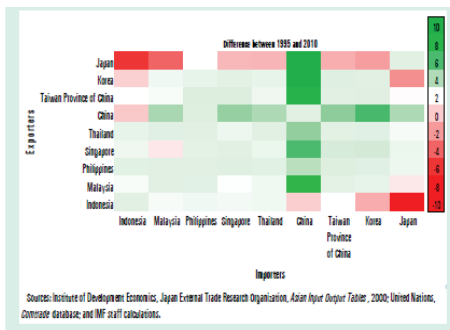 Difference between 1995 and 2010
10
8
6
4
2
0
-2
-4
-6
-8
-10
Exporters
Japan
Korea
Taiwan Province of China
China
Thailand
Singapore
Philippines
Malaysia
Indonesia
Indonesia Malaysia Philippines Singapore Thailand China Taiwan Province of China Korea Japan
Importers
Sources: Institute of Development Economics, Japan External Trade Research Organization, Asian Input Output Tables, 2000; United Nations,
Comtrade database; and IMF staff calculations.